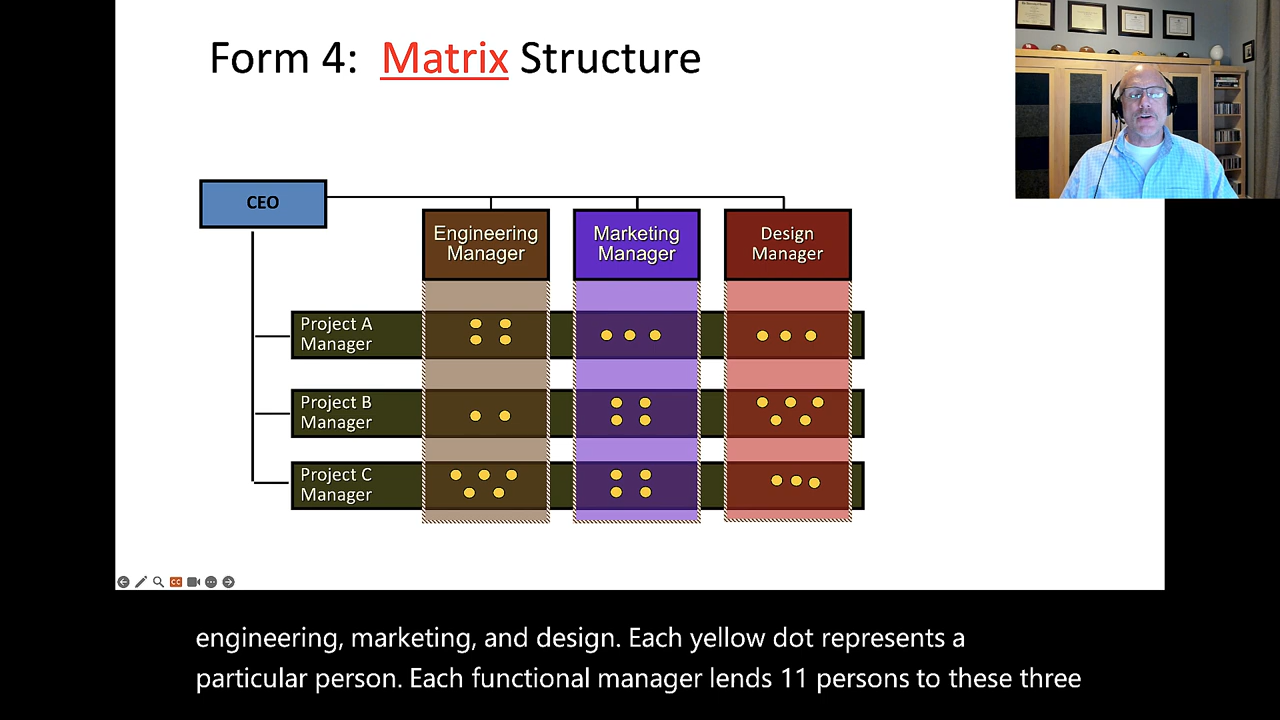 Form 4: Matrix Structure
CEO
Engineering
Manager
Marketing
Manager
Design
Manager
Project A
Manager
Project B
Manager
Project C
Manager
CC
engineering, marketing, and design. Each yellow dot represents a
particular person. Each functional manager lends 11 persons to these three